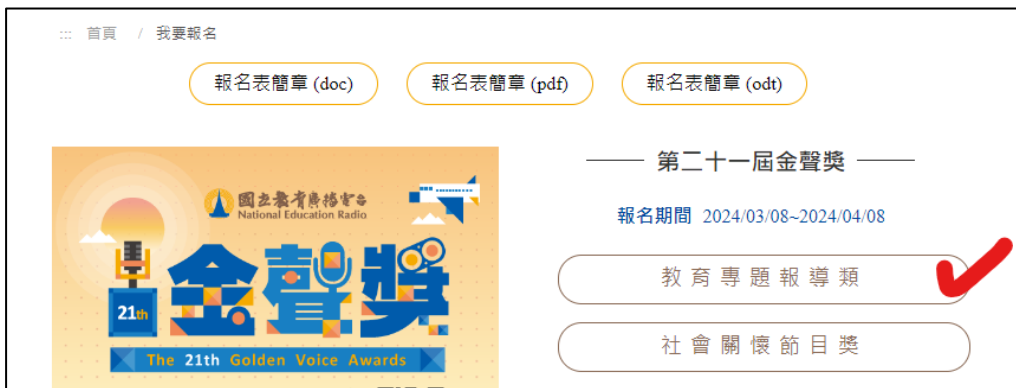 ::: 首頁 / 我要報名
報名表簡章 (doc) 報名表簡章 (pdf) 報名表簡章 (odt)
國立教育廣播電台
National Education Radio
21th
金聲獎
The 21th Golden Voice Awards
第二十一屆金聲獎
報名期間 2024/03/08~2024/04/08
教育專題報導類
社會關懷節目獎